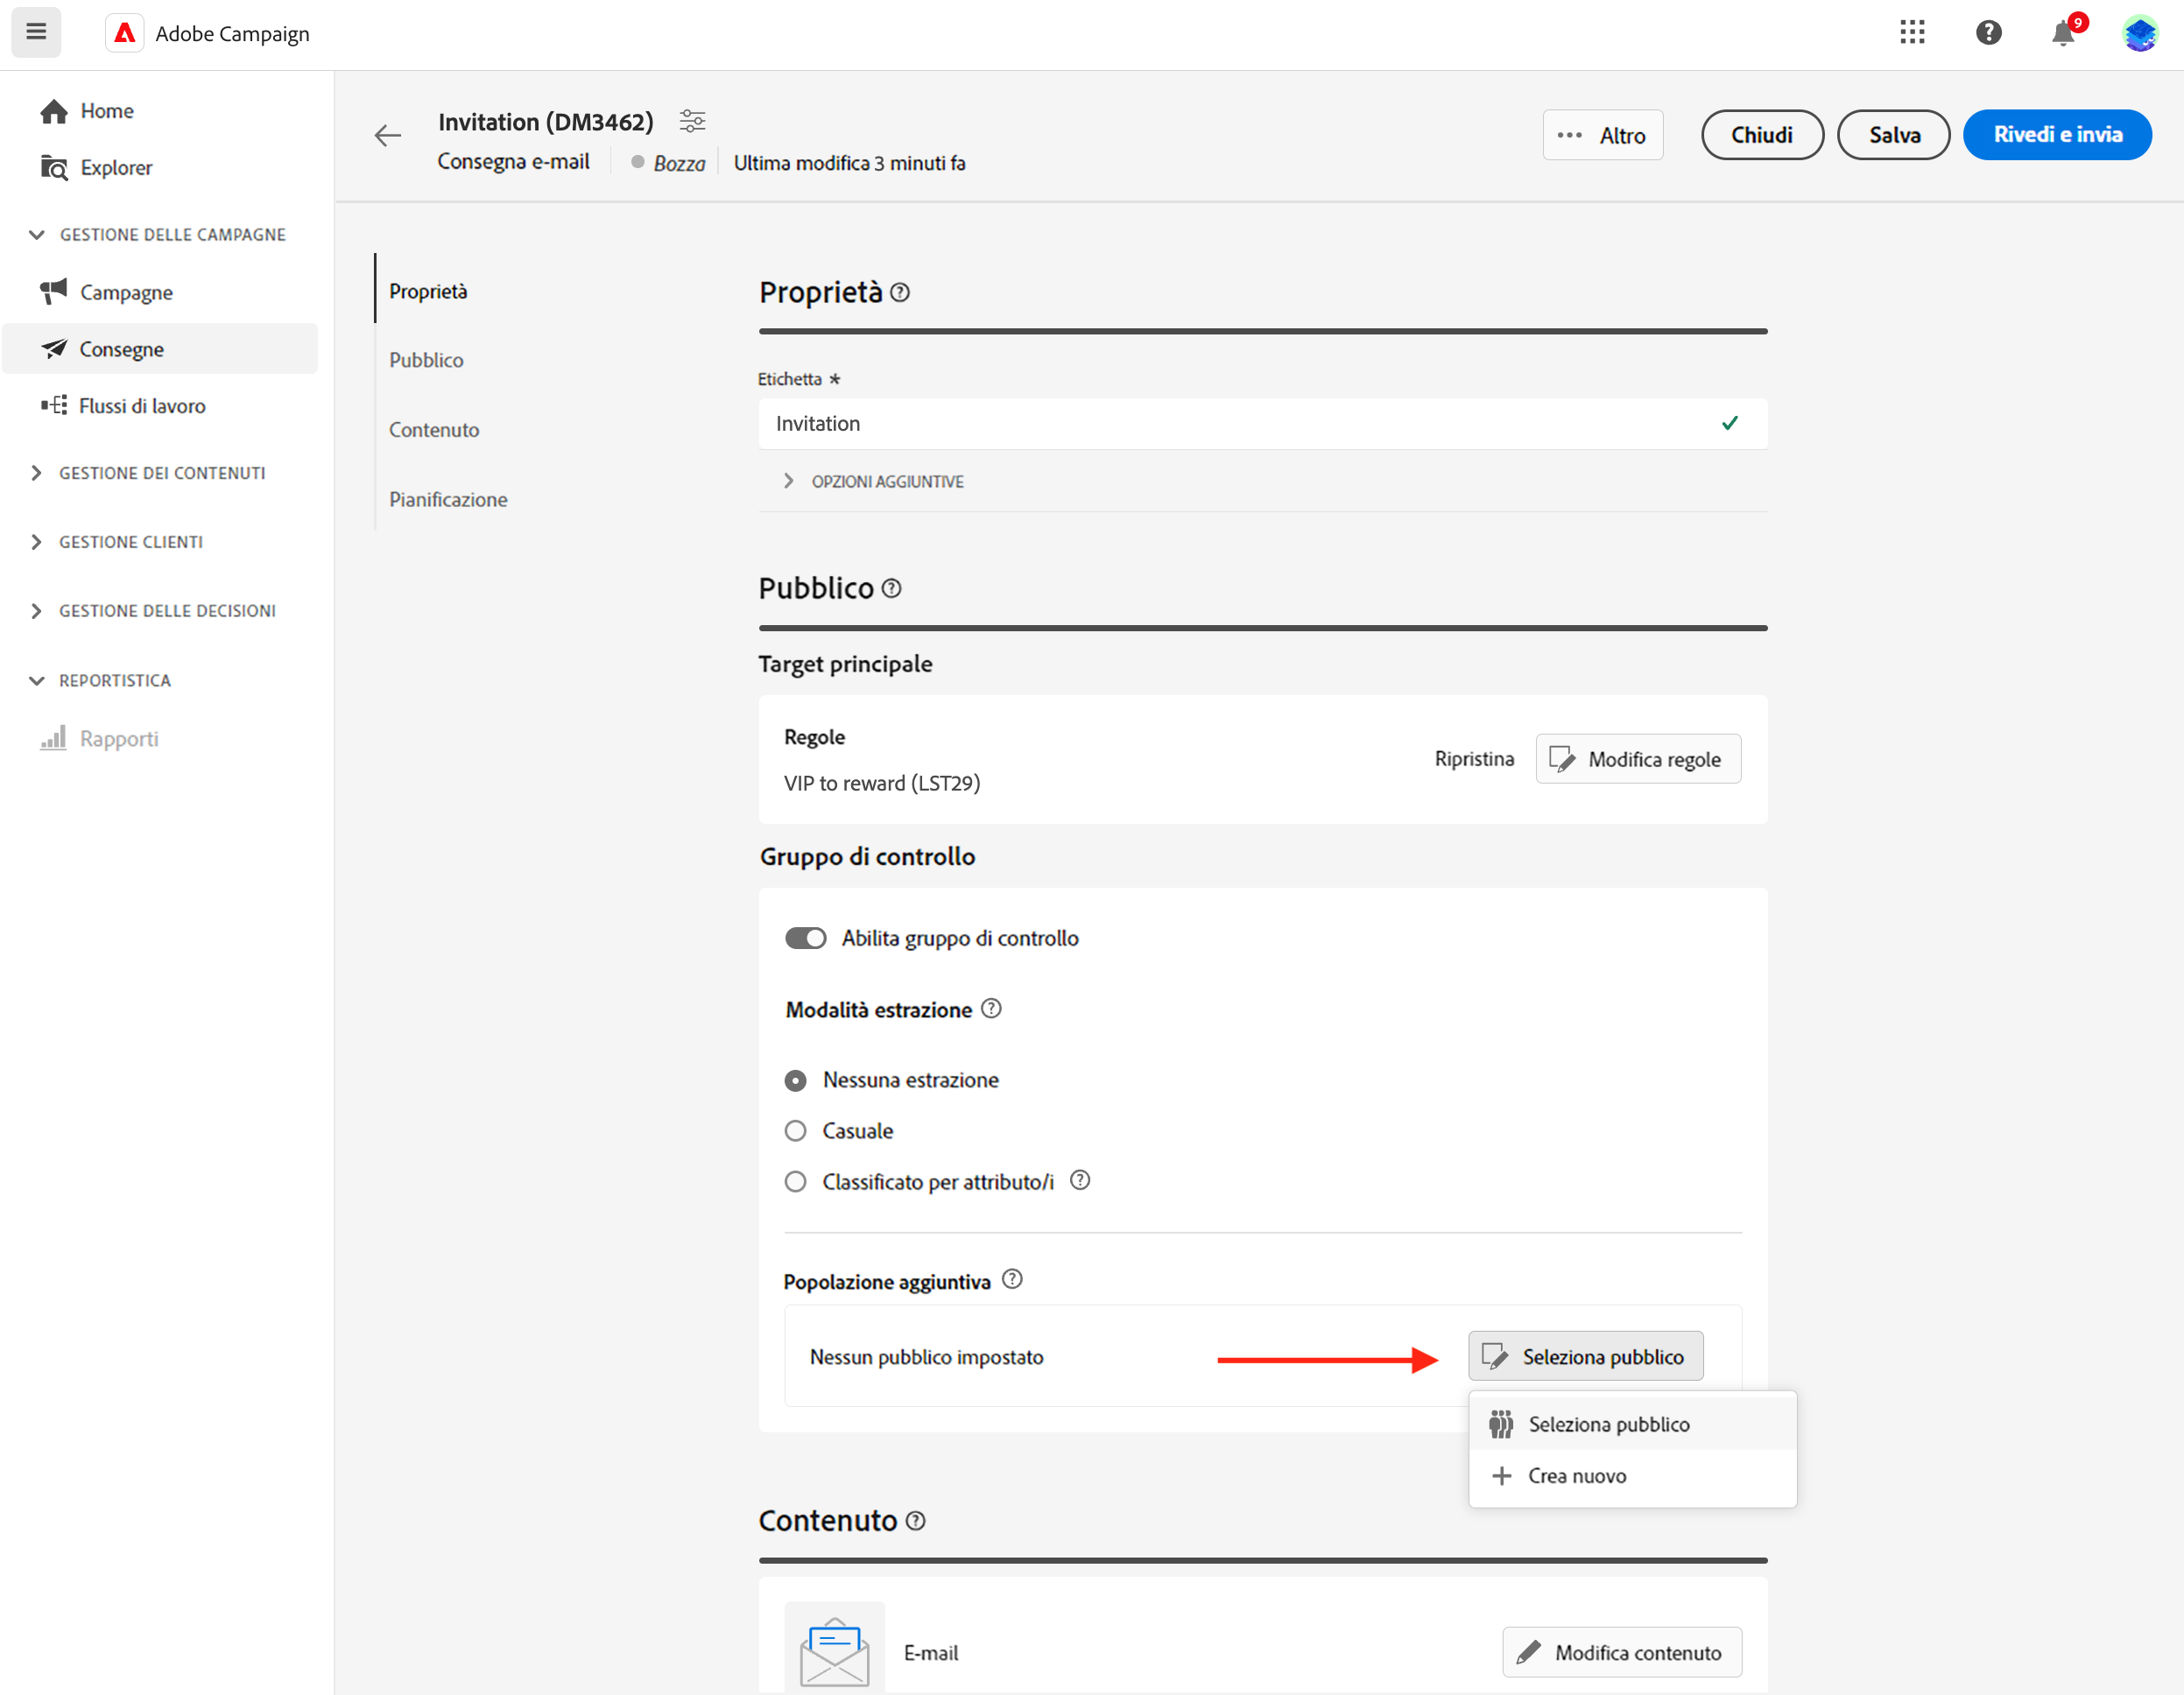 Adobe Campaign
9
Home
Explorer
GESTIONE DELLE CAMPAGNE
Campagne
Consegne
Flussi di lavoro
GESTIONE DEI CONTENUTI
GESTIONE CLIENTI
GESTIONE DELLE DECISIONI
REPORTISTICA
Rapporti
Invitation (DM3462)
Consegna e-mail
Bozza
Ultima modifica 3 minuti fa
Altro
Chiudi
Salva
Rivedi e invia
Proprietà
Pubblico
Contenuto
Pianificazione
Proprietà
Etichetta *
Invitation
OPZIONI AGGIUNTIVE
Pubblico
Target principale
Regole
VIP to reward (LST29)
Ripristina
Modifica regole
Gruppo di controllo
Abilita gruppo di controllo
Modalità estrazione
Nessuna estrazione
Casuale
Classificato per attributo/i
Popolazione aggiuntiva
Nessun pubblico impostato
Seleziona pubblico
Seleziona pubblico
Crea nuovo
Contenuto
E-mail
Modifica contenuto